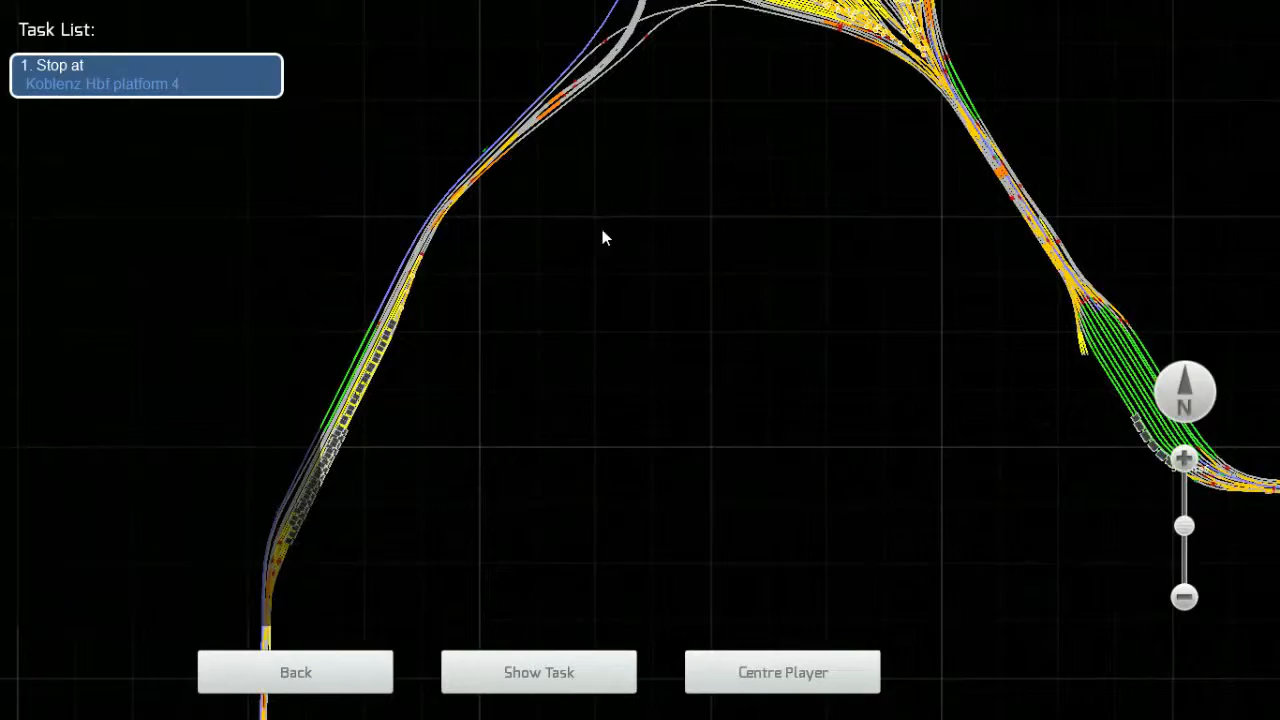 Task List:
1. Stop at
Koblenz Hbf platform 4
N
Back
Show Task
Centre Player